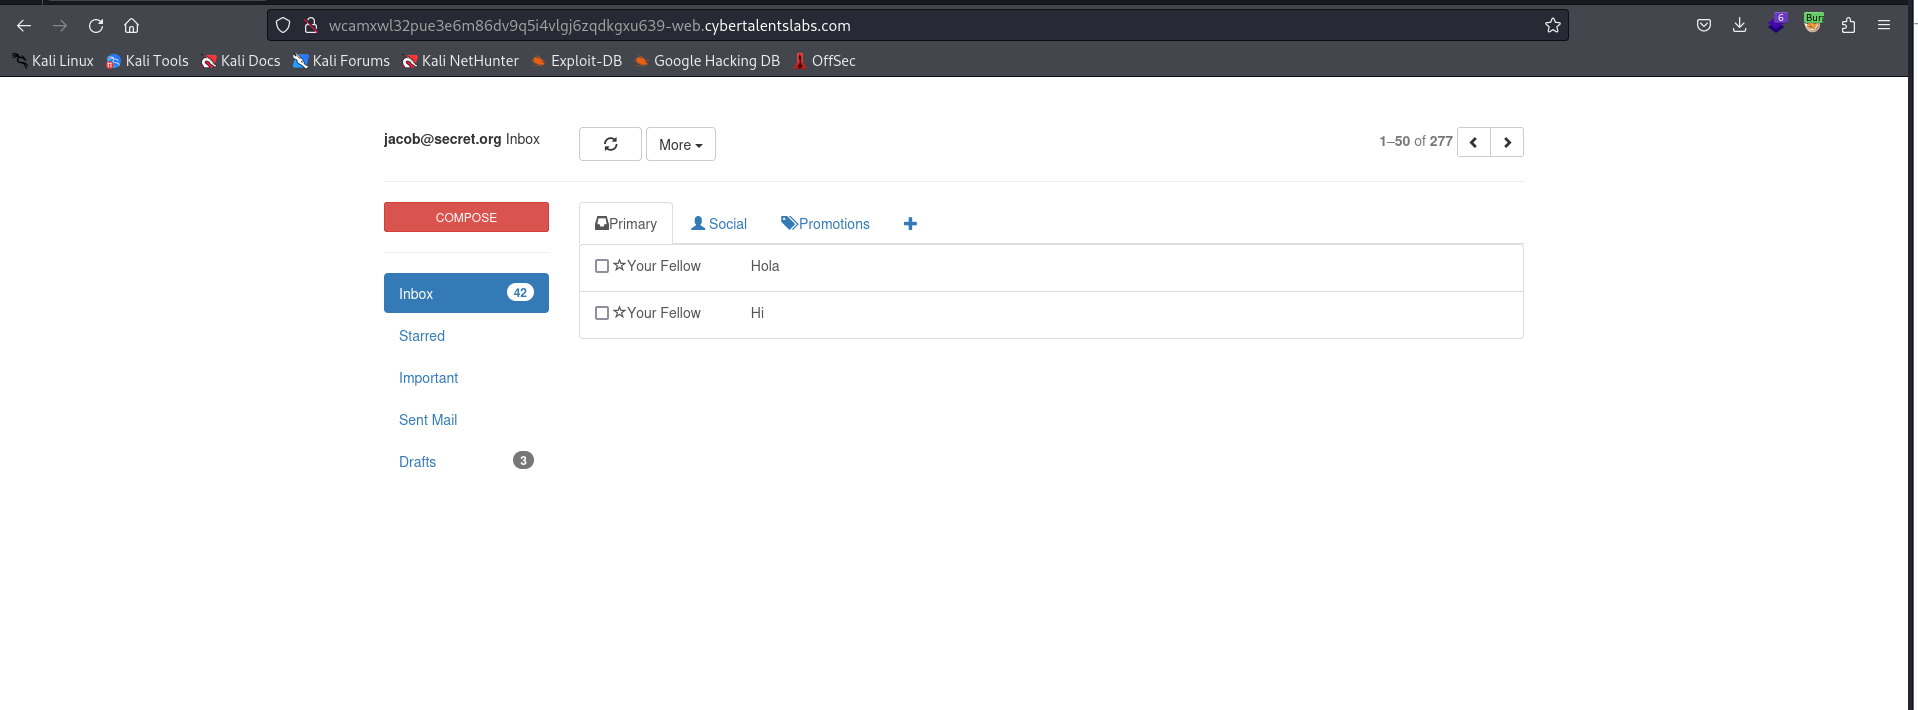 wcamxwl32pue3e6m86dv9q5i4vlgj6zqdkgxu639-web.cybertalentslabs.com
6
Bur
Kali Linux Kali Tools Kali Docs Kali Forums Kali NetHunter Exploit-DB Google Hacking DB OffSec
jacob@secret.org Inbox More 1–50 of 277
COMPOSE
Primary Social Promotions
Your Fellow Hola
Inbox 42
Your Fellow Hi
Starred
Important
Sent Mail
Drafts 3